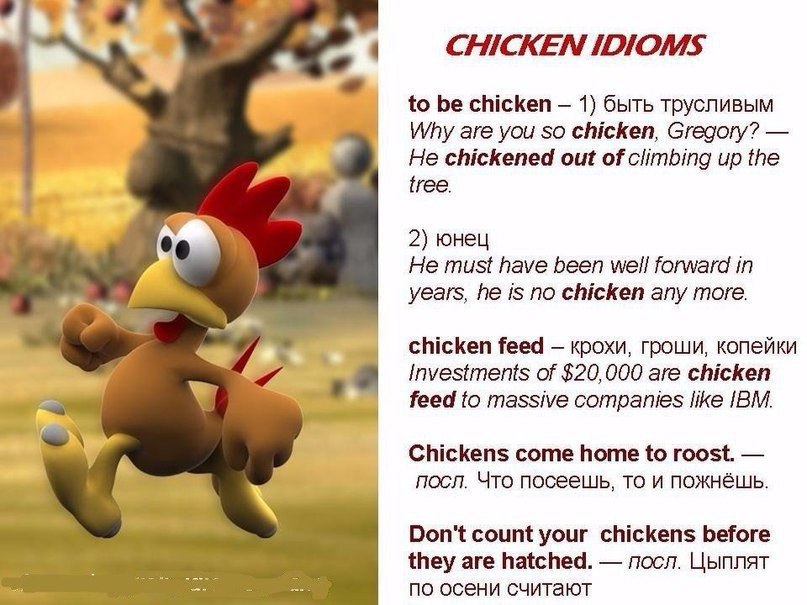 CHICKEN IDIOMS
to be chicken – 1) быть трусливым
Why are you so chicken, Gregory? —
He chickened out of climbing up the
tree.
2) юнец
He must have been well forward in
years, he is no chicken any more.
chicken feed – крохи, гроши, копейки
Investments of $20,000 are chicken
feed to massive companies like IBM.
Chickens come home to roost. —
посл. Что посеешь, то и пожнёшь.
Don't count your chickens before
they are hatched. — посл. Цыплят
по осени считают